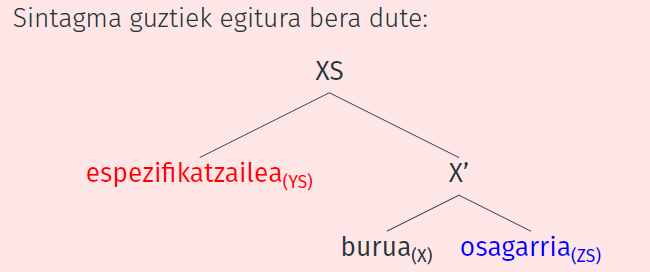 Sintagma guztiek egitura bera dute:
XS
espezifikatzailea(YS) X’
burua(X) osagarria(ZS)